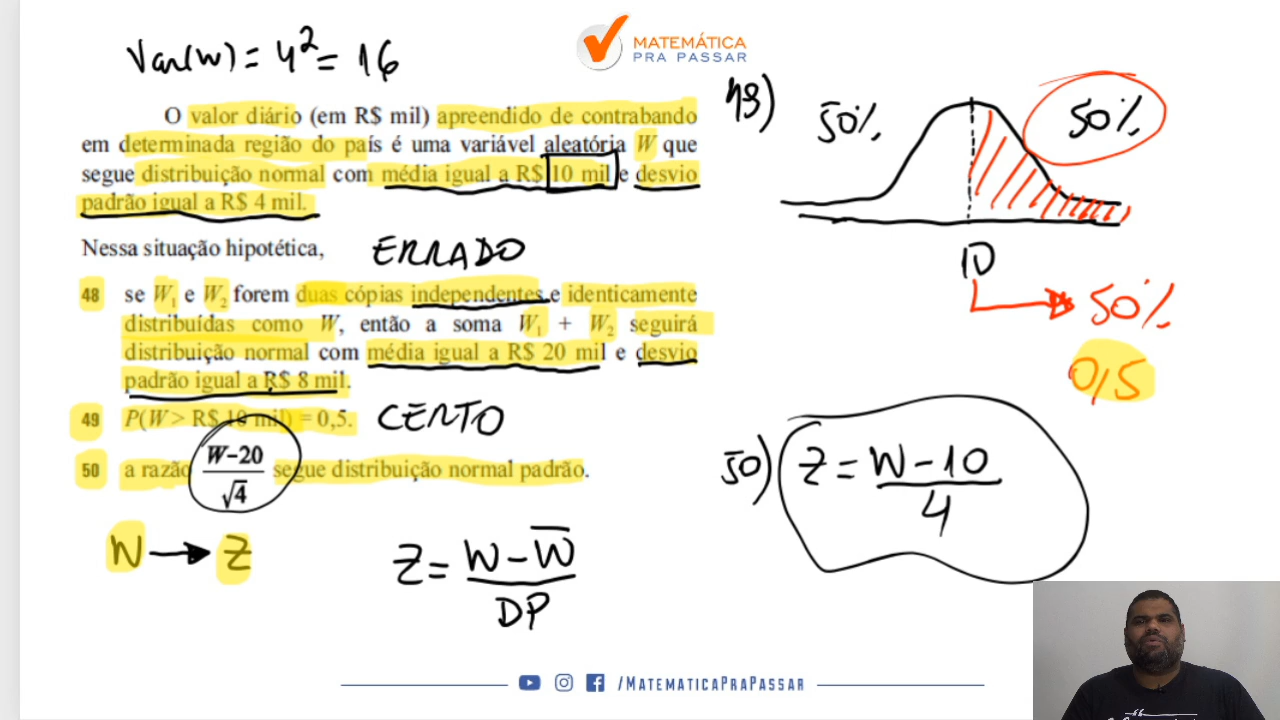 Var(W) = 4² = 16
MATEMÁTICA
PRA PASSAR
O valor diário (em R$ mil) apreendido de contrabando
em determinada região do país é uma variável aleatória W que
segue distribuição normal com média igual a R$ 10 mil e desvio
padrão igual a R$ 4 mil.
Nessa situação hipotética,
ERRADO
48 se W₁ e W₂ forem duas cópias independentes e identicamente
distribuídas como W, então a soma W₁ + W₂ seguirá
distribuição normal com média igual a R$ 20 mil e desvio
padrão igual a R$ 8 mil.
49 P(W > R$ 10 mil) = 0,5. CERTO
50 a razão W–20 / √4 segue distribuição normal padrão.
W → Z
Z = W – W̅ / DP
49)
50%
50%
10
50%
0,5
50) Z = W – 10 / 4
/MATEMATICAPRAPASSAR